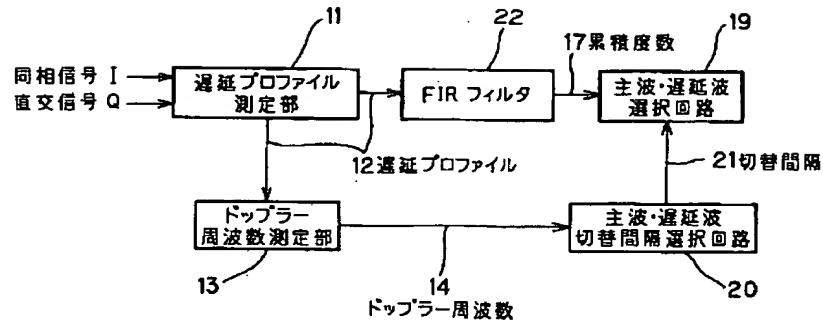 11
22
17累積度数
19
同相信号 I
直交信号 Q
遅延プロファイル
測定部
FIR フィルタ
主波・遅延波
選択回路
12遅延プロファイル
21切替間隔
ドップラー
周波数測定部
主波・遅延波
切替間隔選択回路
13
14
ドップラー周波数
20